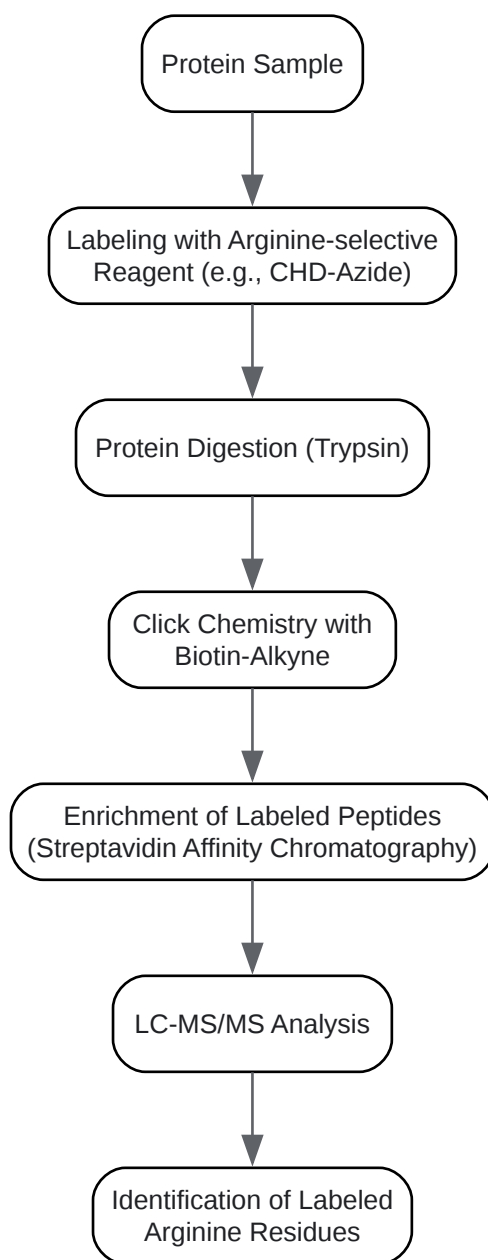 Protein Sample
Labeling with Arginine-selective
Reagent (e.g., CHD-Azide)
Protein Digestion (Trypsin)
Click Chemistry with
Biotin-Alkyne
Enrichment of Labeled Peptides
(Streptavidin Affinity Chromatography)
LC-MS/MS Analysis
Identification of Labeled
Arginine Residues